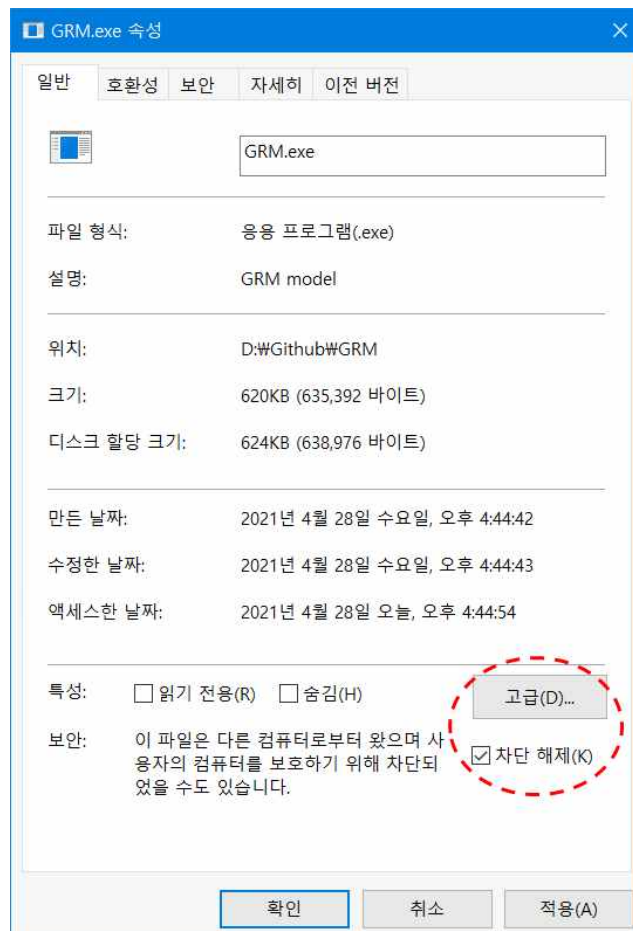 GRM.exe 속성
일반 호환성 보안 자세히 이전 버전
GRM.exe
파일 형식: 응용 프로그램(.exe)
설명: GRM model
위치: D:₩Github₩GRM
크기: 620KB (635,392 바이트)
디스크 할당 크기: 624KB (638,976 바이트)
만든 날짜: 2021년 4월 28일 수요일, 오후 4:44:42
수정한 날짜: 2021년 4월 28일 수요일, 오후 4:44:43
액세스한 날짜: 2021년 4월 28일 오늘, 오후 4:44:54
특성: 읽기 전용(R) 숨김(H) 고급(D)...
보안: 이 파일은 다른 컴퓨터로부터 왔으며 사
용자의 컴퓨터를 보호하기 위해 차단되 차단 해제(K)
었을 수도 있습니다.
확인 취소 적용(A)